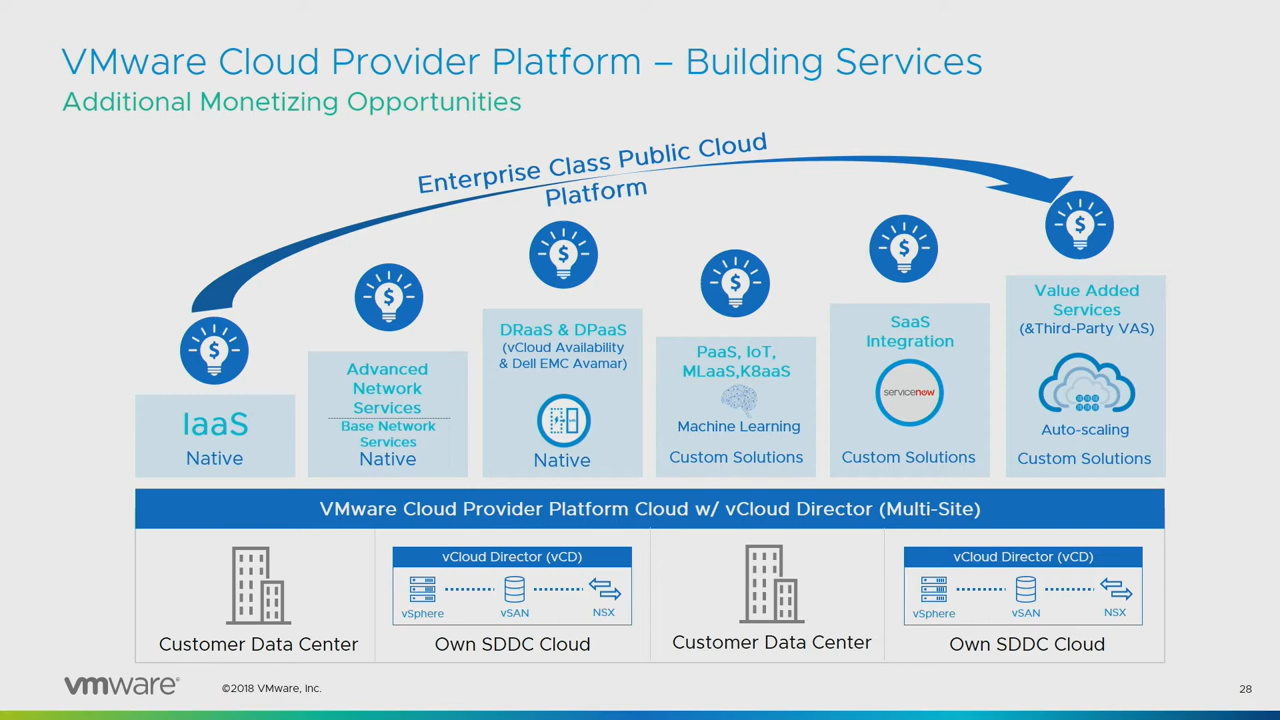 VMware Cloud Provider Platform – Building Services
Additional Monetizing Opportunities
Enterprise Class Public Cloud
Platform
$
$
$
$
$
$
IaaS
Native
Advanced
Network
Services
Base Network
Services
Native
DRaaS & DPaaS
(vCloud Availability
& Dell EMC Avamar)
Native
PaaS, IoT,
MLaaS,K8aaS
Machine Learning
Custom Solutions
SaaS
Integration
servicenow
Custom Solutions
Value Added
Services
(&Third-Party VAS)
Auto-scaling
Custom Solutions
VMware Cloud Provider Platform Cloud w/ vCloud Director (Multi-Site)
Customer Data Center
vCloud Director (vCD)
vSphere
vSAN
NSX
Own SDDC Cloud
Customer Data Center
vCloud Director (vCD)
vSphere
vSAN
NSX
Own SDDC Cloud
vmware®
©2018 VMware, Inc.
28